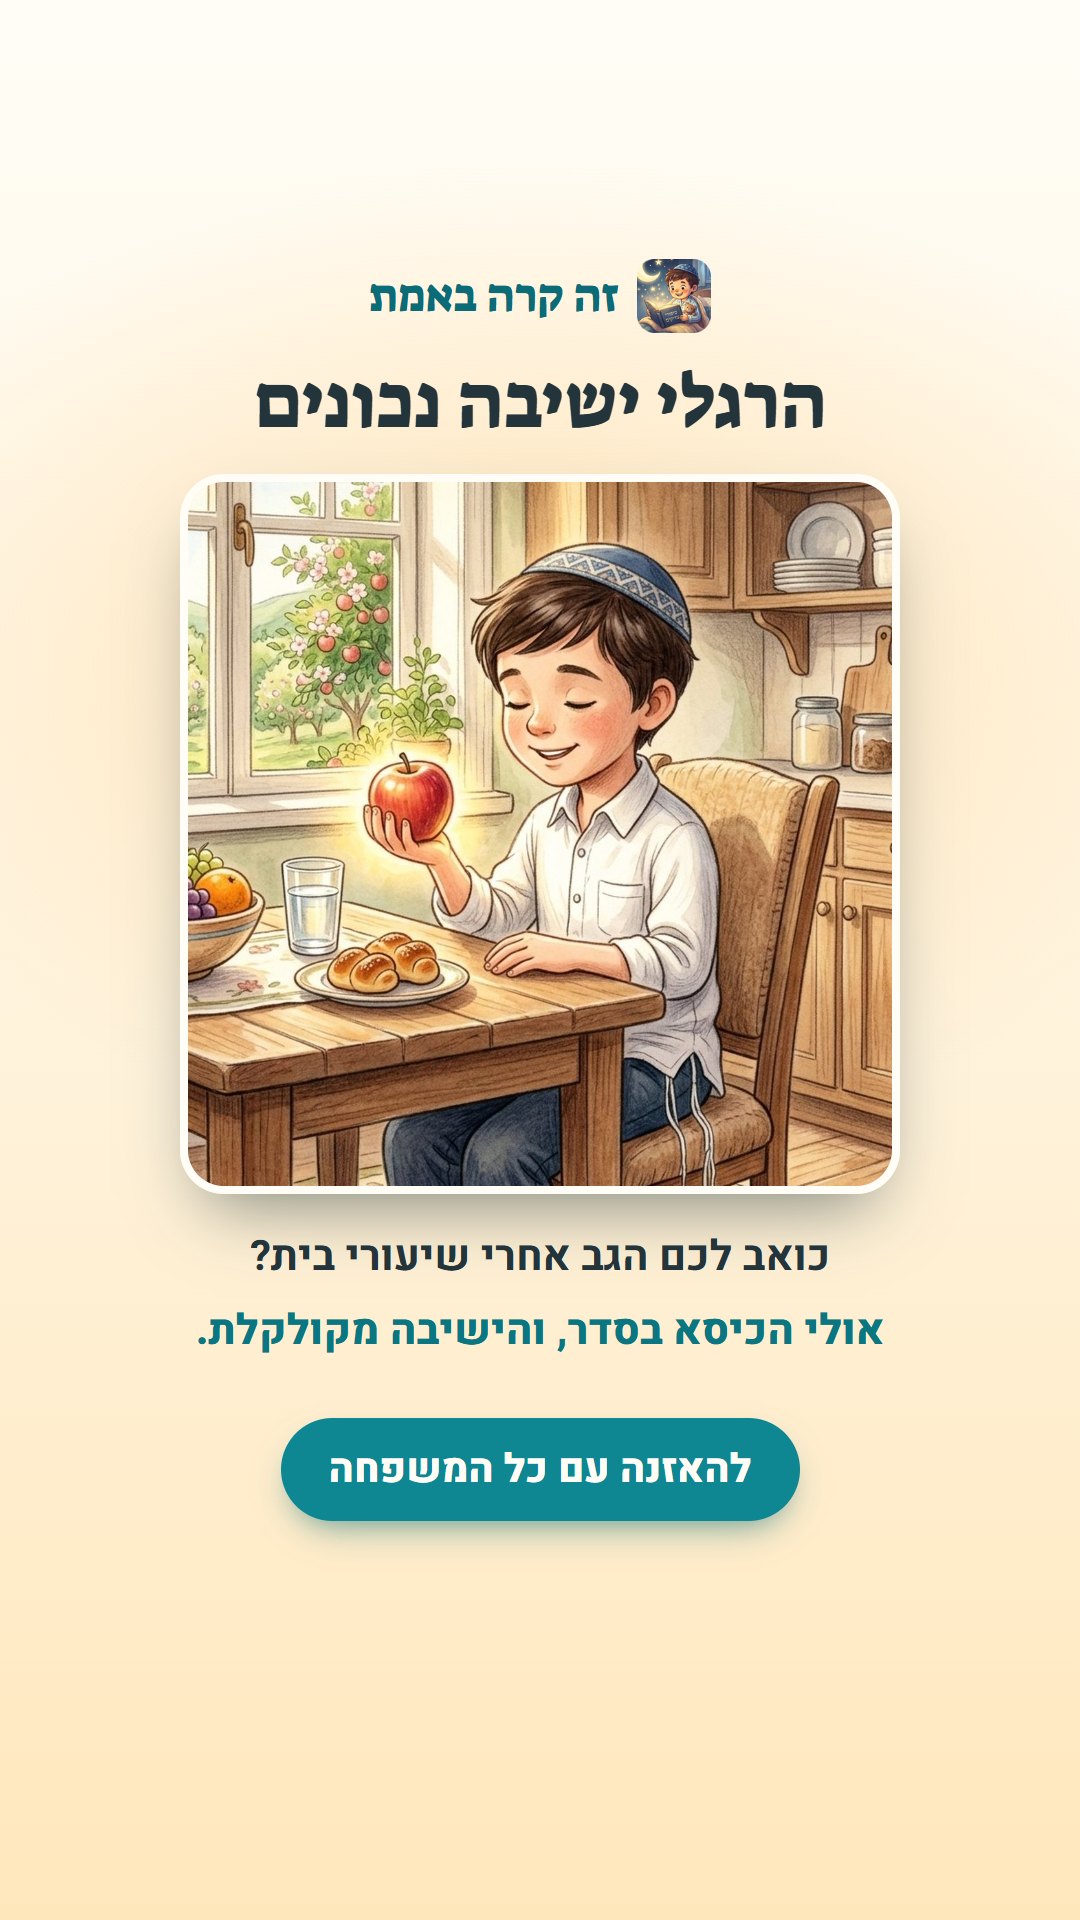 זה קרה באמת
הרגלי ישיבה נכונים
כואב לכם הגב אחרי שיעורי בית?
אולי הכיסא בסדר, והישיבה מקולקלת.
להאזנה עם כל המשפחה